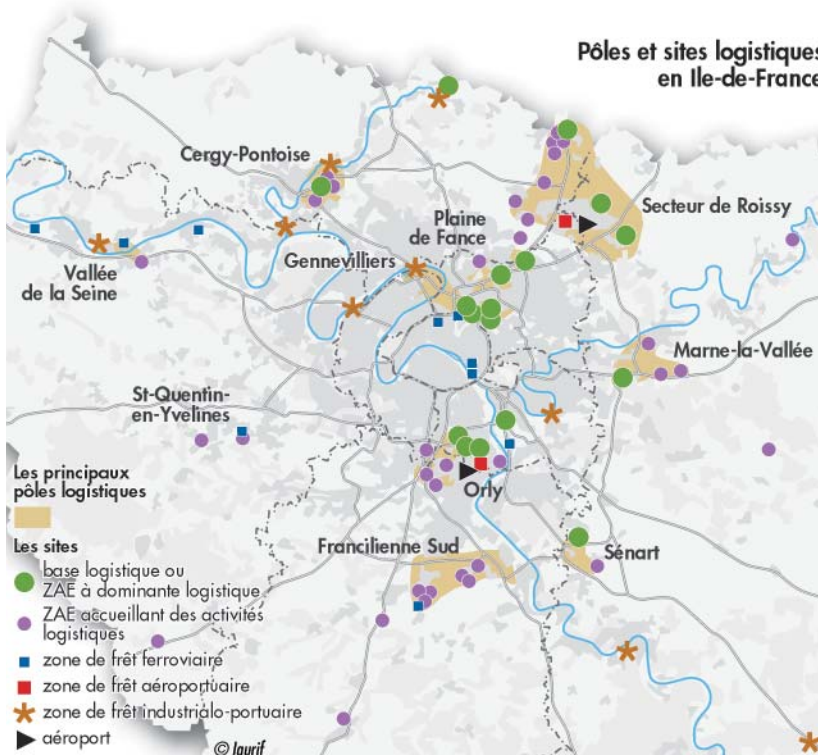 Pôles et sites logistiques
en Ile-de-France
Cergy-Pontoise
Secteur de Roissy
Plaine
de Fance
Gennevilliers
Vallée
de la Seine
Marne-la-Vallée
St-Quentin-
en-Yvelines
Orly
Francilienne Sud
Sénart
Les principaux
pôles logistiques
Les sites
base logistique ou
ZAE à dominante logistique
ZAE accueillant des activités
logistiques
zone de frêt ferroviaire
zone de frêt aéroportuaire
zone de frêt industrialo-portuaire
aéroport
© Iaurif